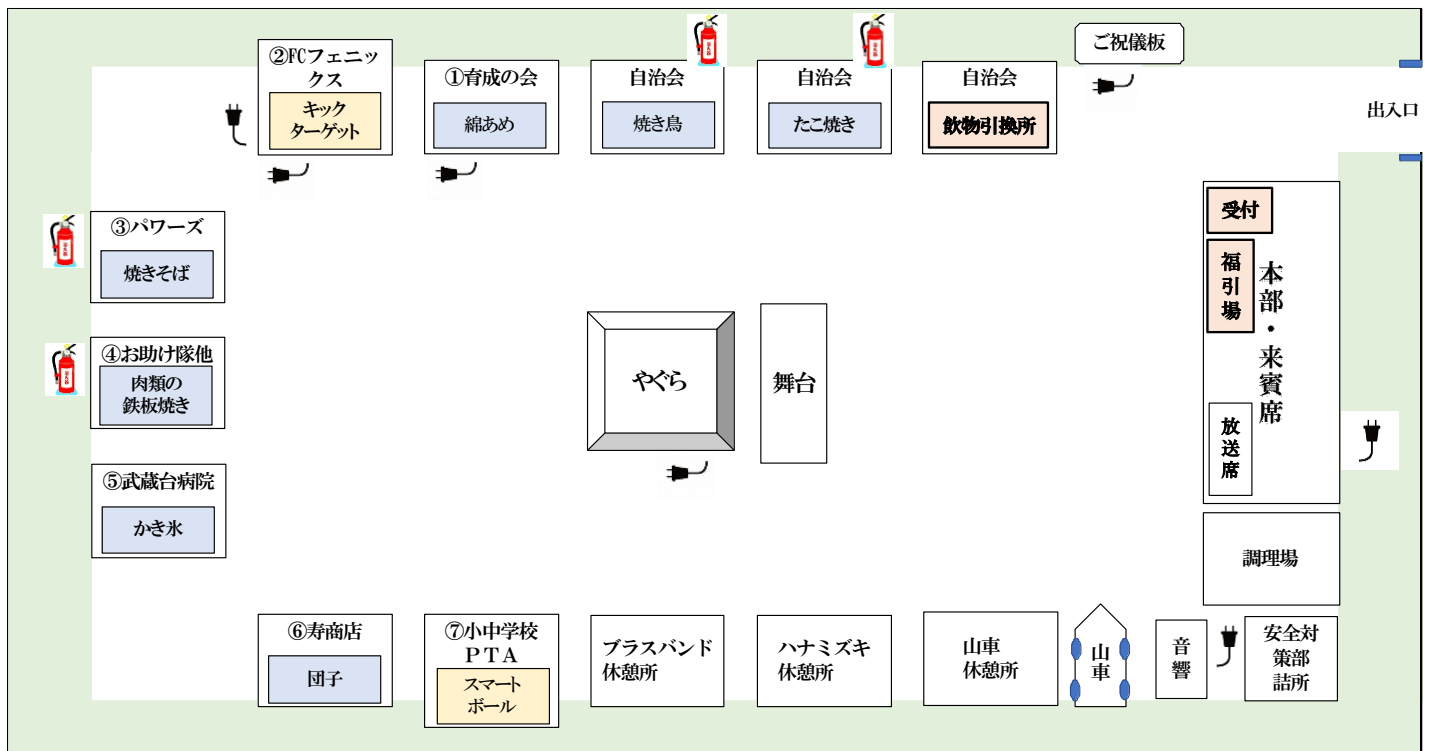 ご祝儀板
出入口
②FCフェニッ
クス
キック
ターゲット
①育成の会
綿あめ
自治会
焼き鳥
自治会
たこ焼き
自治会
飲物引換所
③パワーズ
焼きそば
④お助け隊他
肉類の
鉄板焼き
⑤武蔵台病院
かき氷
やぐら
舞台
受付
福引場
本部・来賓席
放送席
調理場
⑥寿商店
団子
⑦小中学校
ＰＴＡ
スマート
ボール
ブラスバンド
休憩所
ハナミズキ
休憩所
山車
休憩所
山車
音響
安全対
策部
詰所